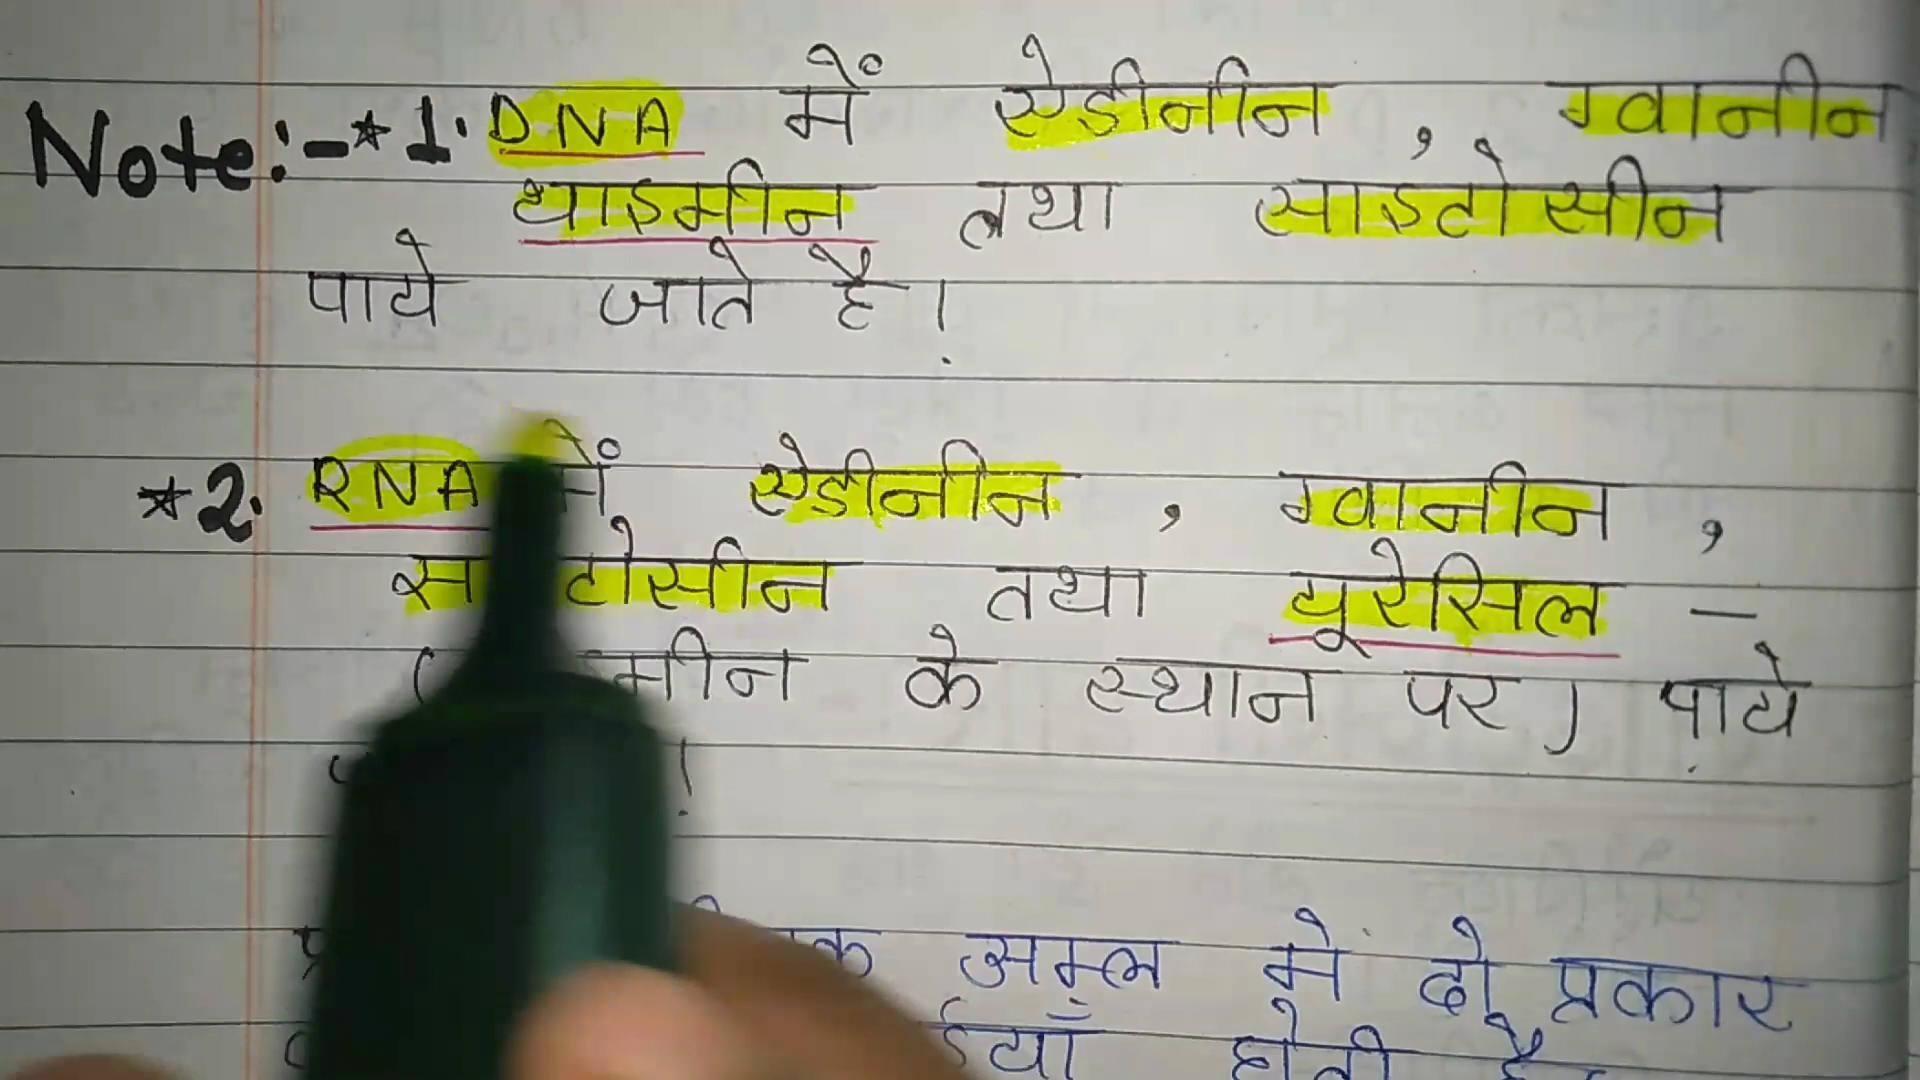 Note:-★1. DNA में ऐडीनीन, ग्वानीन,
थाइमीन तथा साइटोसीन
पाये जाते है।
★2. RNA में ऐडीनीन, ग्वानीन,
तथा यूरेसिल -
के स्थान पर) पाये
अम्ल मे दो प्रकार
होती है